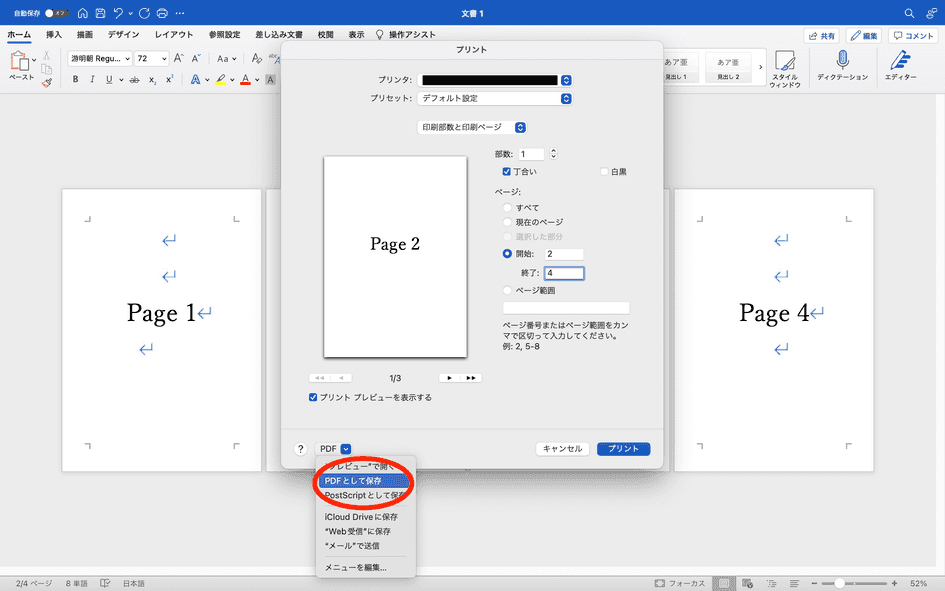 自動保存 オフ
文書 1
ホーム 挿入 描画 デザイン レイアウト 参照設定 差し込み文書 校閲 表示 操作アシスト
共有 編集 コメント
ペースト
游明朝 Regu... 72
B I U ab x₂ x²
Aa
あア亜 あア亜
見出し 1 見出し 2
スタイル
ウィンドウ
ディクテーション
エディター
プリント
プリンタ:
プリセット: デフォルト設定
印刷部数と印刷ページ
部数: 1
丁合い 白黒
ページ:
すべて
現在のページ
選択した部分
開始: 2
終了: 4
ページ範囲
ページ番号またはページ範囲をカン
マで区切って入力してください。
例: 2, 5-8
Page 2
1/3
プリント プレビューを表示する
? PDF
キャンセル プリント
"プレビュー"で開く
PDFとして保存
PostScriptとして保存
iCloud Driveに保存
"Web受信"に保存
"メール"で送信
メニューを編集...
Page 1↵
Page 4↵
2/4 ページ 8 単語 日本語
フォーカス
52%